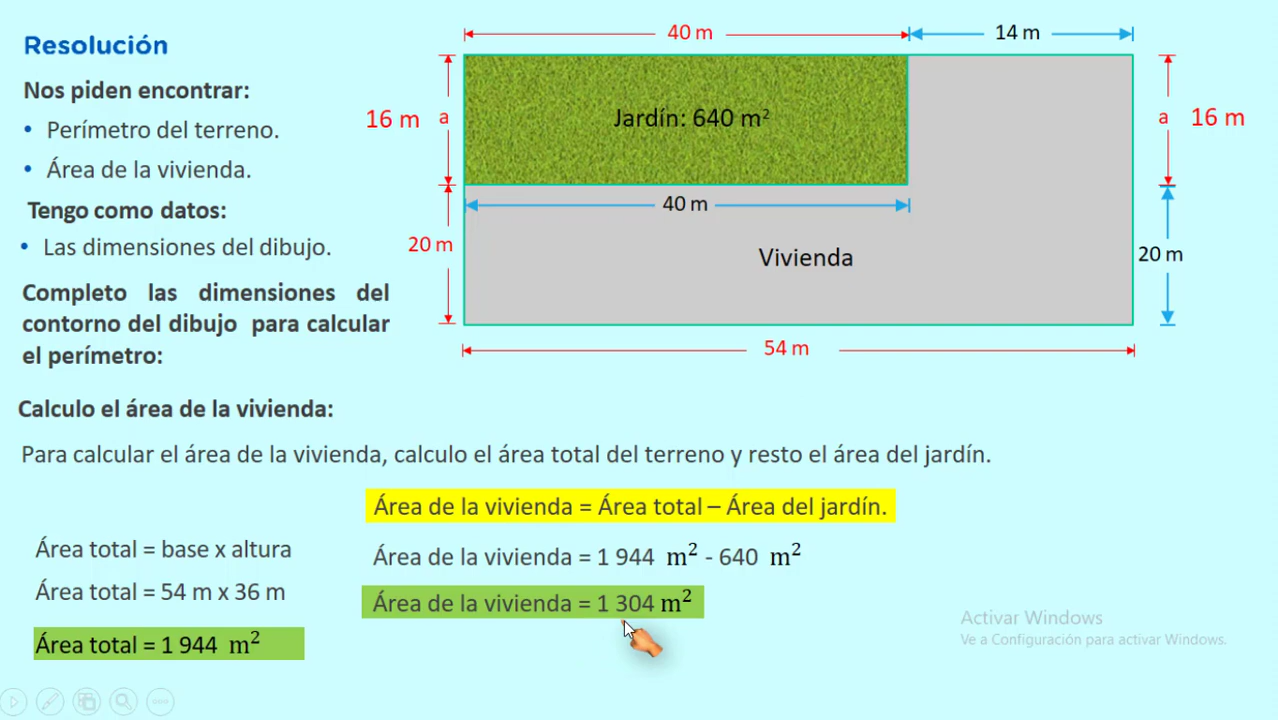 Resolución
Nos piden encontrar:
• Perímetro del terreno.
• Área de la vivienda.
Tengo como datos:
• Las dimensiones del dibujo.
Completo las dimensiones del
contorno del dibujo para calcular
el perímetro:
40 m
14 m
16 m
a
Jardín: 640 m²
a
16 m
40 m
20 m
Vivienda
20 m
54 m
Calculo el área de la vivienda:
Para calcular el área de la vivienda, calculo el área total del terreno y resto el área del jardín.
Área de la vivienda = Área total – Área del jardín.
Área total = base x altura
Área de la vivienda = 1 944 m² - 640 m²
Área total = 54 m x 36 m
Área de la vivienda = 1 304 m²
Área total = 1 944 m²
Activar Windows
Ve a Configuración para activar Windows.